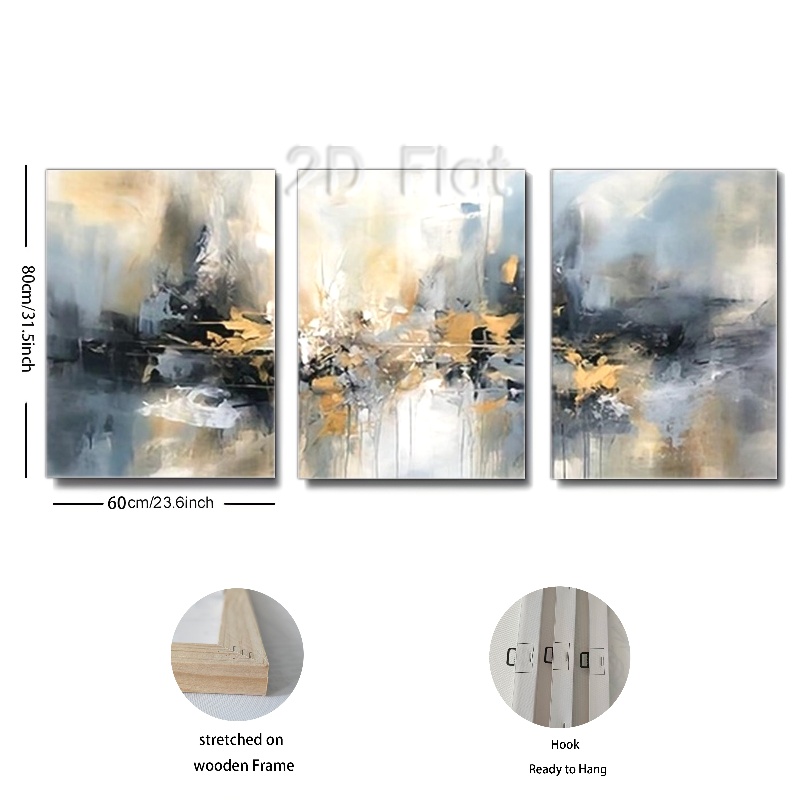 2D Flat
80cm/31.5inch
60cm/23.6inch
stretched on
wooden Frame
Hook
Ready to Hang